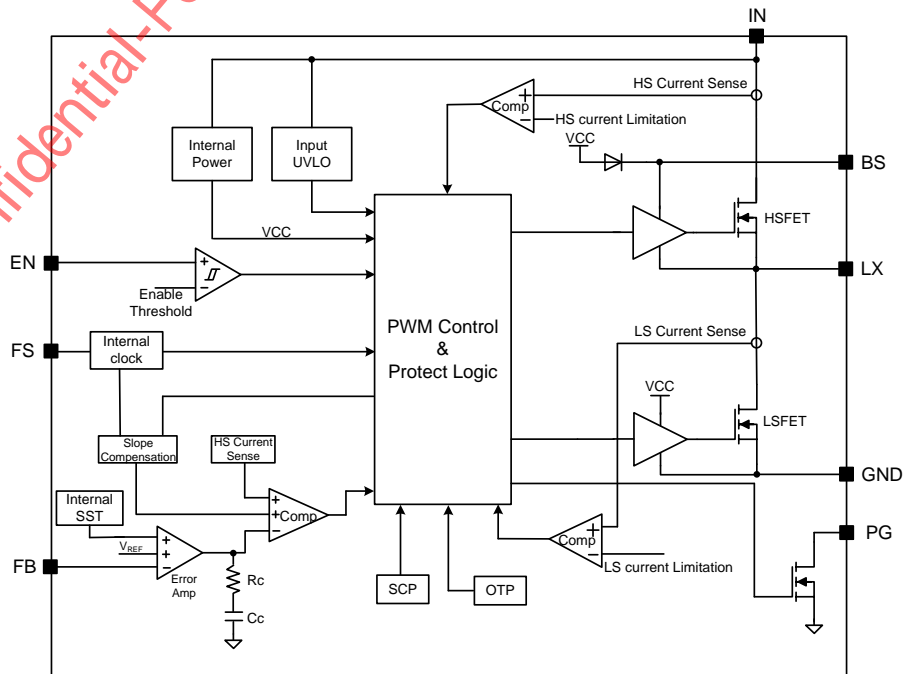 fidential-F
IN
HS Current Sense
Comp
HS current Limitation
VCC
BS
Internal
Power
Input
UVLO
HSFET
VCC
EN
Enable
Threshold
LX
PWM Control
&
Protect Logic
FS
Internal
clock
LS Current Sense
VCC
LSFET
Slope
Compensation
HS Current
Sense
GND
Internal
SST
Comp
VREF
FB
Error
Amp
Rc
Cc
SCP
OTP
Comp
LS current Limitation
PG